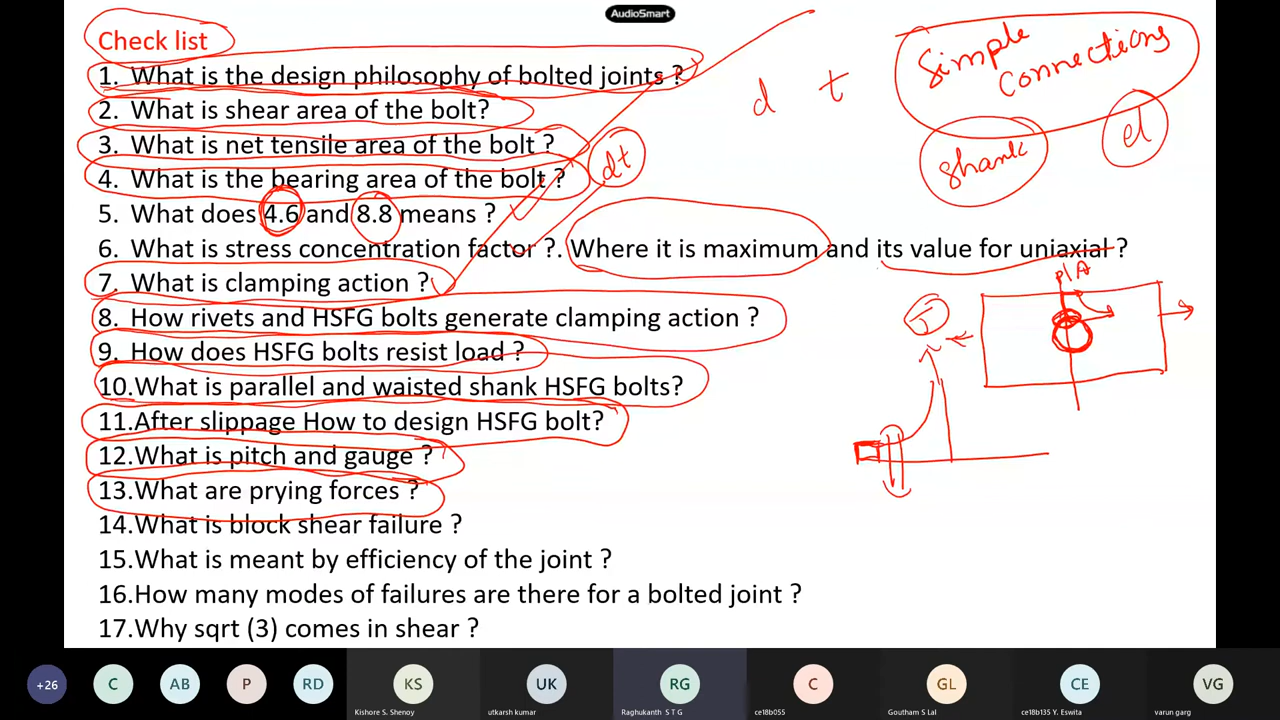 AudioSmart
Check list
1. What is the design philosophy of bolted joints ?
2. What is shear area of the bolt?
3. What is net tensile area of the bolt ?
4. What is the bearing area of the bolt ?
5. What does 4.6 and 8.8 means ?
6. What is stress concentration factor ?. Where it is maximum and its value for uniaxial ?
7. What is clamping action ?
8. How rivets and HSFG bolts generate clamping action ?
9. How does HSFG bolts resist load ?
10.What is parallel and waisted shank HSFG bolts?
11.After slippage How to design HSFG bolt?
12.What is pitch and gauge ?
13.What are prying forces ?
14.What is block shear failure ?
15.What is meant by efficiency of the joint ?
16.How many modes of failures are there for a bolted joint ?
17.Why sqrt (3) comes in shear ?
Simple
connections
d t
shank
dt
P/A
+26 C AB P RD KS UK RG C GL CE VG
Kishore S. Shenoy utkarsh kumar Raghukanth S T G ce18b055 Goutham S Lal ce18b135 Y. Eswita varun garg